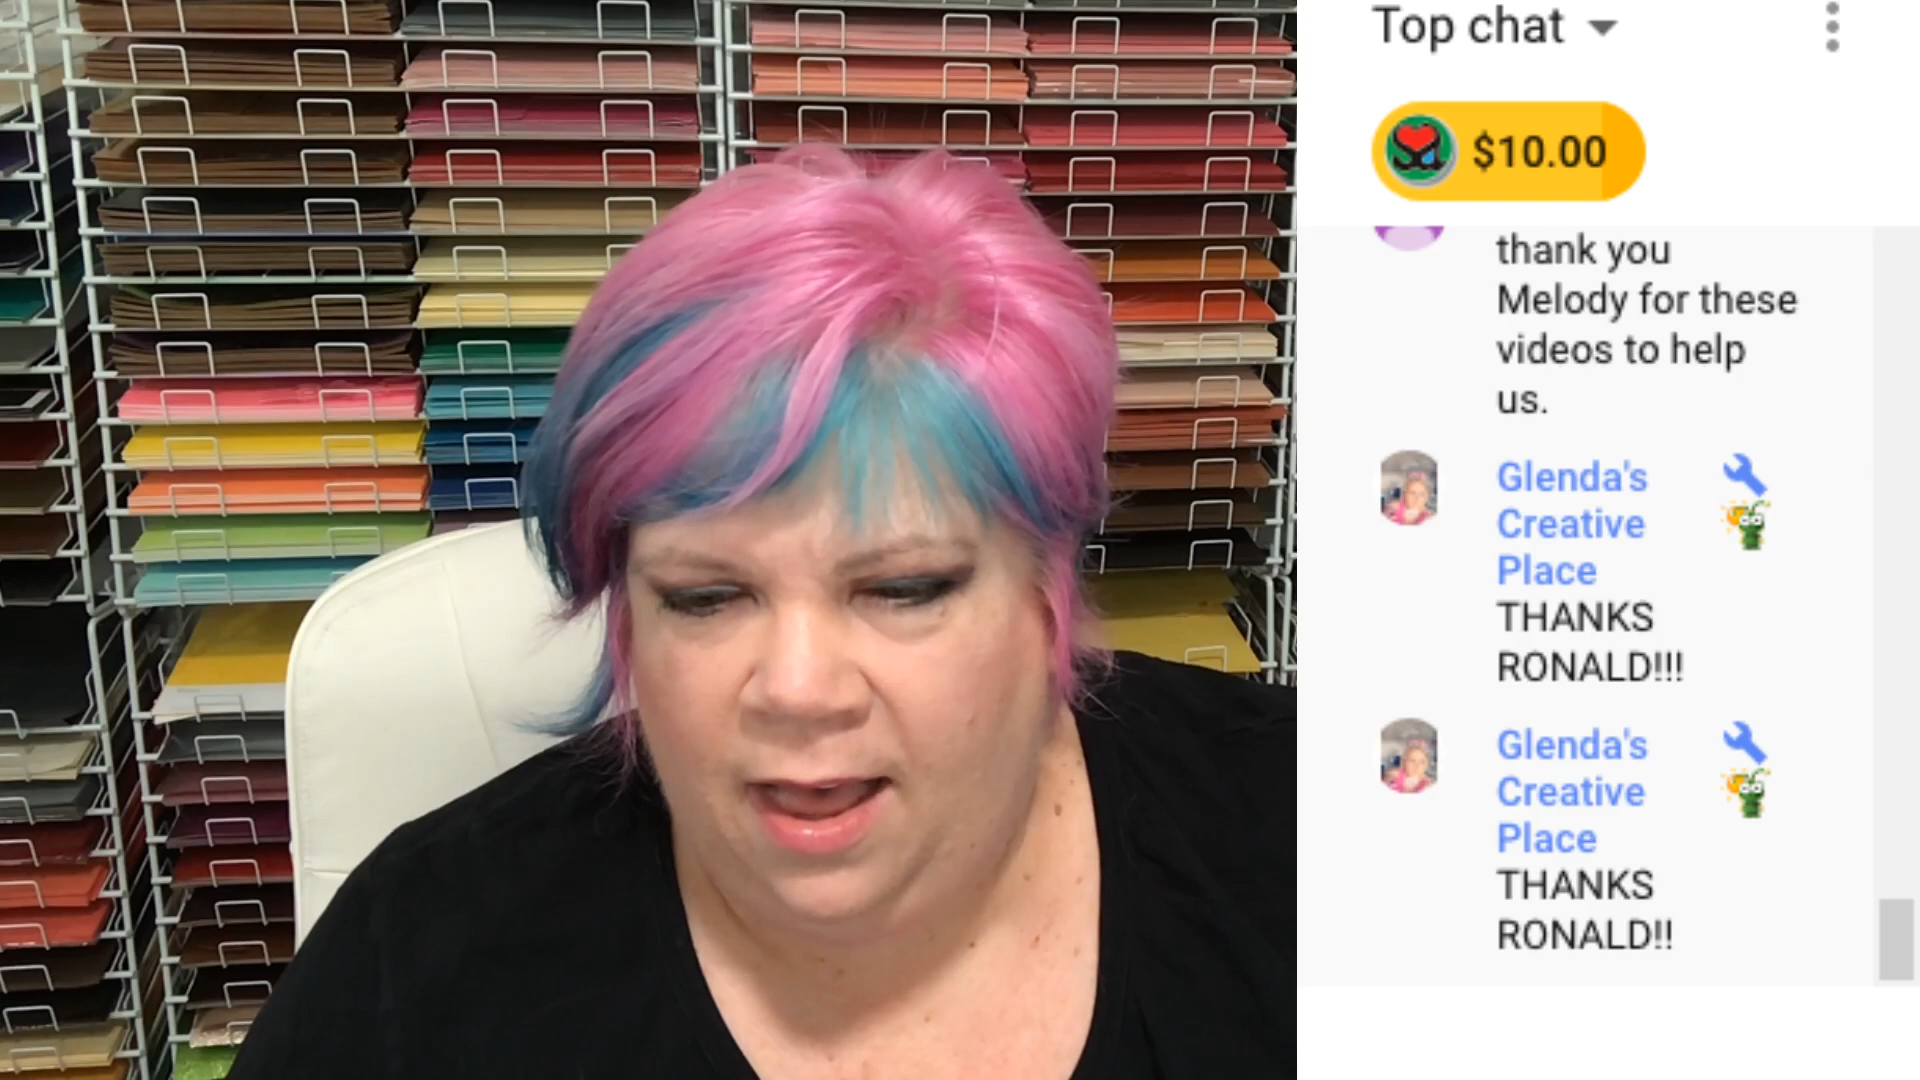 Top chat
$10.00
thank you
Melody for these
videos to help
us.
Glenda's
Creative
Place
THANKS
RONALD!!!
Glenda's
Creative
Place
THANKS
RONALD!!